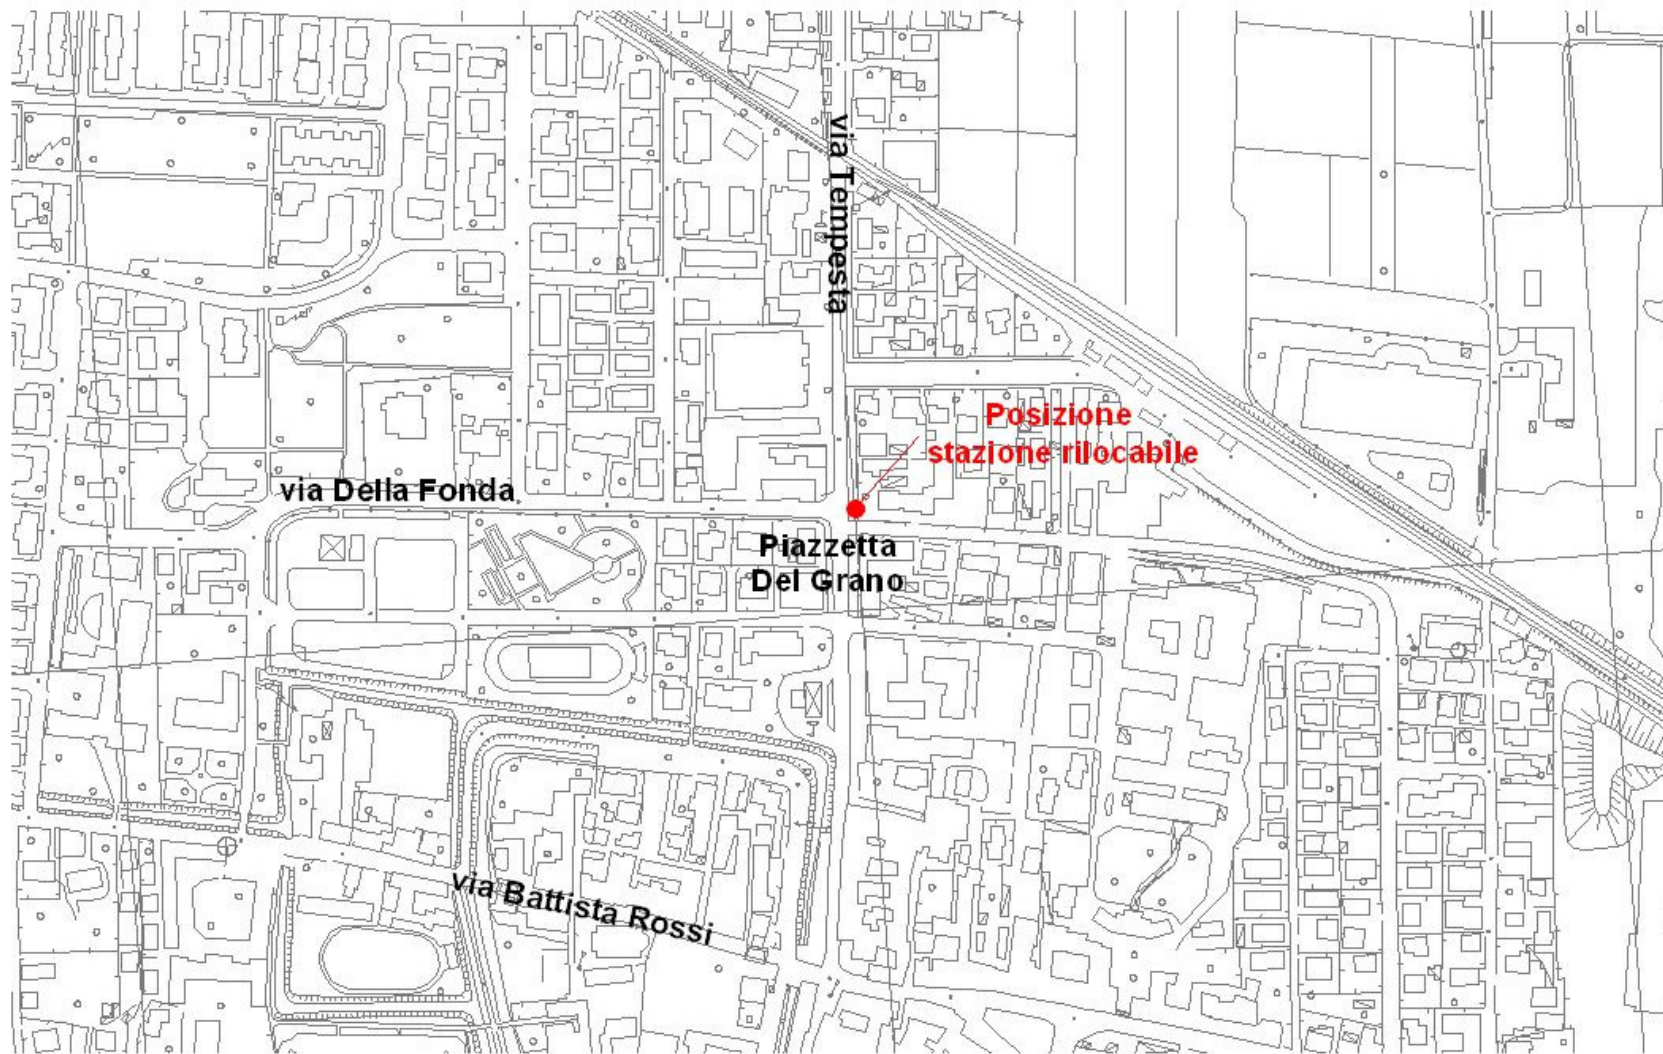 via Tempesta
Posizione
stazione rilocabile
via Della Fonda
Piazzetta
Del Grano
via Battista Rossi